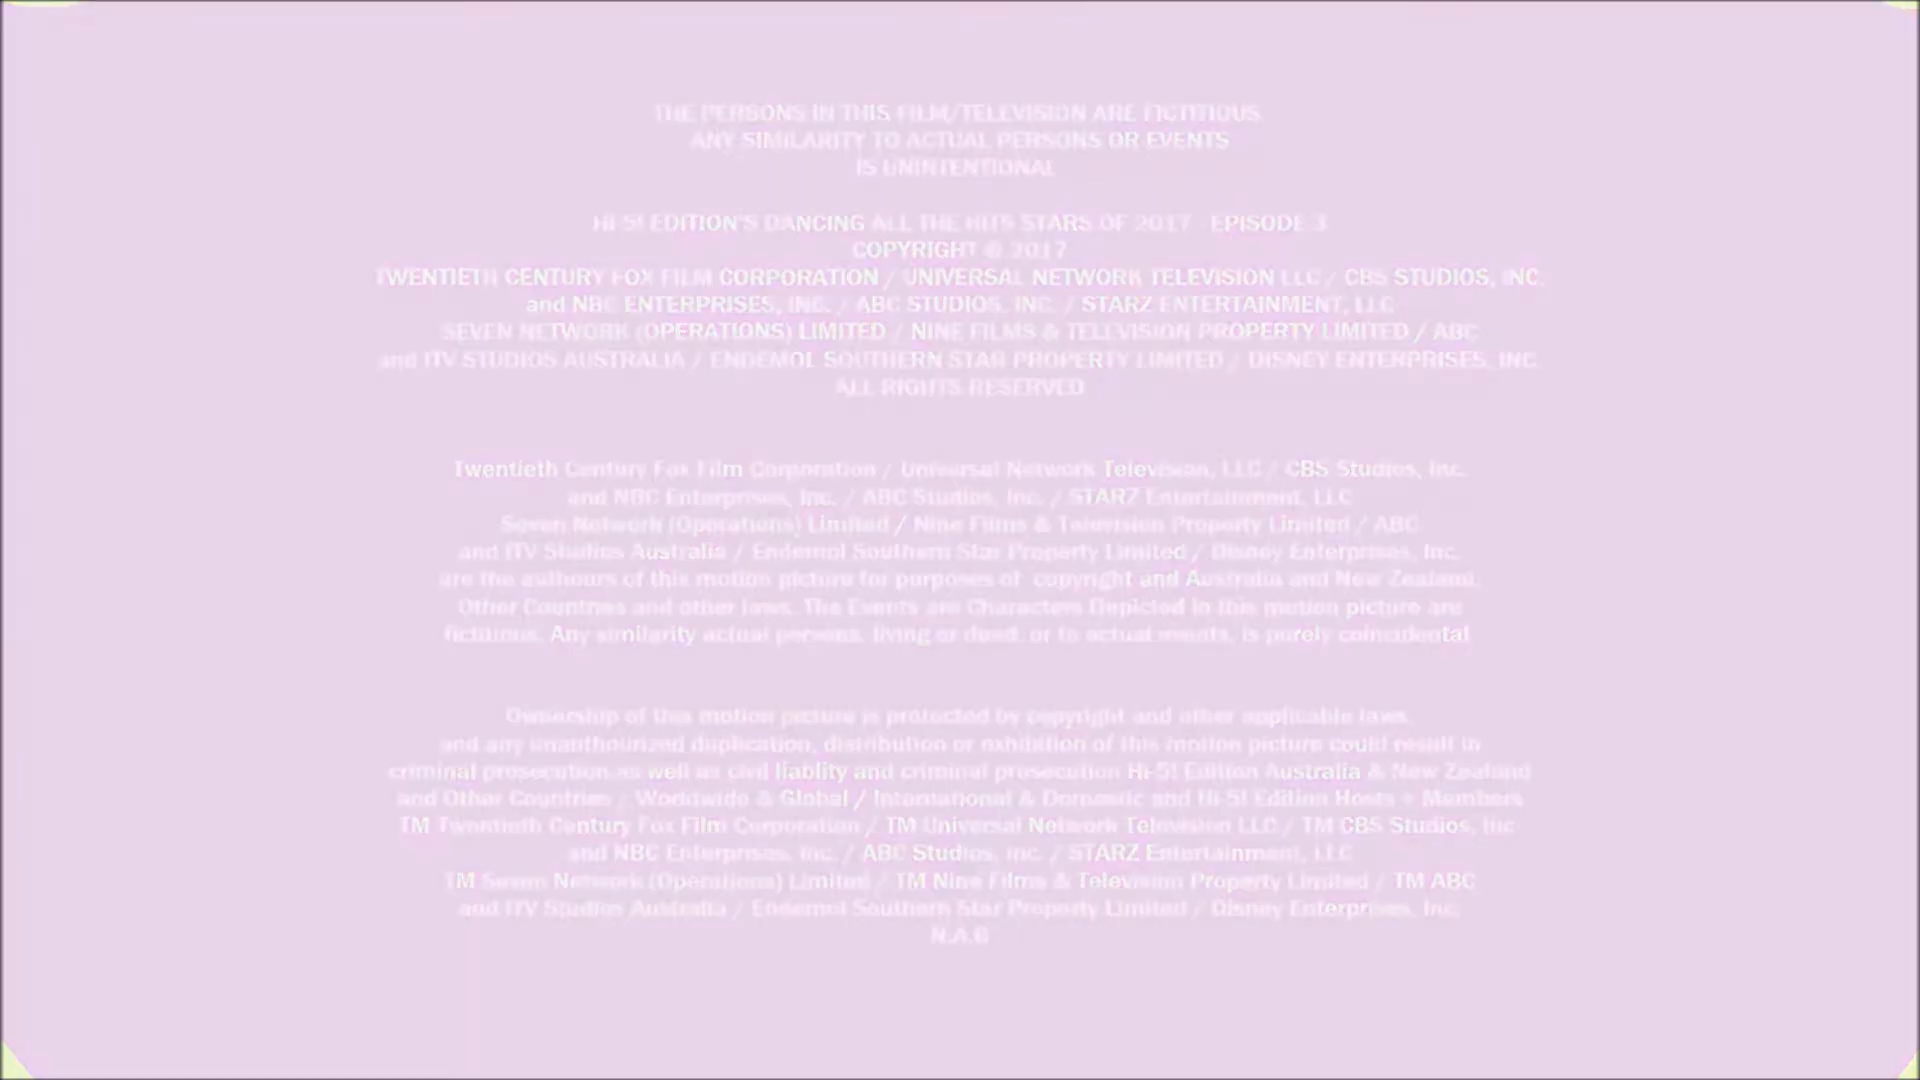 THE PERSONS IN THIS FILM/TELEVISION ARE FICTITIOUS
ANY SIMILARITY TO ACTUAL PERSONS OR EVENTS
IS UNINTENTIONAL
HI-5! EDITION'S DANCING ALL THE HITS STARS OF 2017 - EPISODE 3
COPYRIGHT © 2017
TWENTIETH CENTURY FOX FILM CORPORATION / UNIVERSAL NETWORK TELEVISION LLC / CBS STUDIOS, INC.
and NBC ENTERPRISES, INC. / ABC STUDIOS, INC. / STARZ ENTERTAINMENT, LLC
SEVEN NETWORK (OPERATIONS) LIMITED / NINE FILMS & TELEVISION PROPERTY LIMITED / ABC
and ITV STUDIOS AUSTRALIA / ENDEMOL SOUTHERN STAR PROPERTY LIMITED / DISNEY ENTERPRISES, INC.
ALL RIGHTS RESERVED
Twentieth Century Fox Film Corporation / Universal Network Television, LLC / CBS Studios, Inc.
and NBC Enterprises, Inc. / ABC Studios, Inc. / STARZ Entertainment, LLC
Seven Network (Operations) Limited / Nine Films & Television Property Limited / ABC
and ITV Studios Australia / Endemol Southern Star Property Limited / Disney Enterprises, Inc.
are the authours of this motion picture for purposes of copyright and Australia and New Zealand,
Other Countries and other laws. The Events are Characters Depicted in this motion picture are
Any similarity actual persons, living or dead, or to actual is purely coincidental
Ownership of this motion picture is protected by copyright and other applicable laws,
and any unauthourized duplication, distribution or exhibition of this motion picture could result in
criminal prosecution as well as civil liablity and criminal prosecution Hi-5! Edition Australia & New Zealand
and Other Countries / Worldwide & Global / International & Domestic and Hi-5! Edition Hosts + Members
TM Twentieth Century Fox Film Corporation / TM Universal Network Television LLC / TM CBS Studios, Inc
and NBC Enterprises, Inc. / ABC Studios, Inc. / STARZ Entertainment, LLC
TM Seven Network (Operations) Limited / TM Nine Films & Television Property Limited / TM ABC
and ITV Studios Australia / Endemol Southern Star Property Limited / Disney Enterprises, Inc.